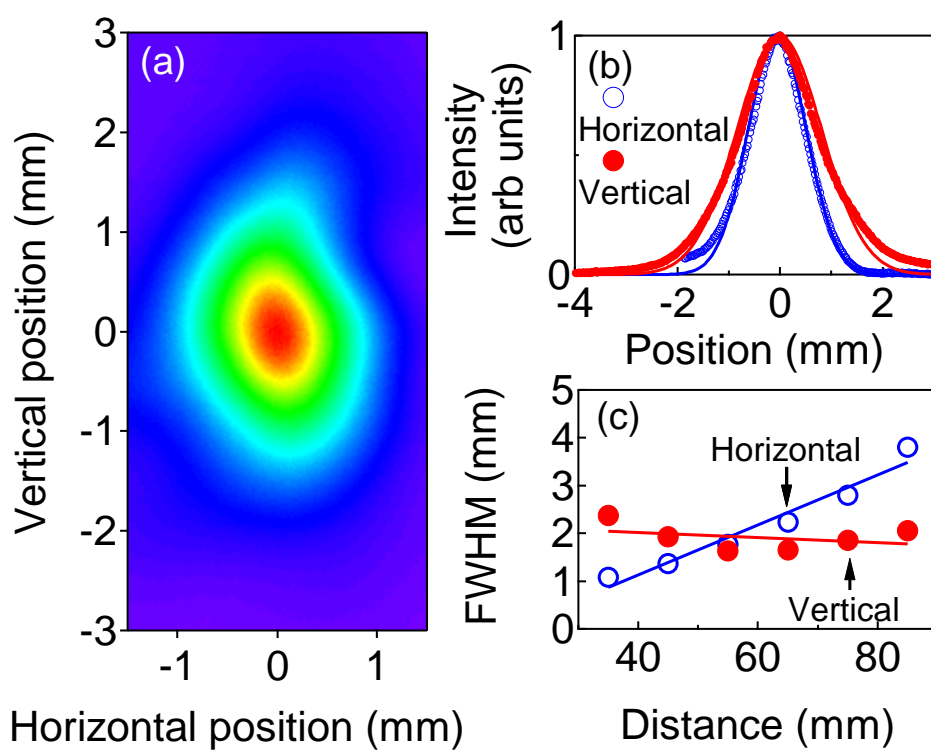 (a)
3
2
1
0
-1
-2
-3
Vertical position (mm)
-1 0 1
Horizontal position (mm)
(b)
Horizontal
Vertical
1
0
Intensity
(arb units)
-4 -2 0 2
Position (mm)
(c)
Horizontal
Vertical
5
4
3
2
1
0
FWHM (mm)
40 60 80
Distance (mm)